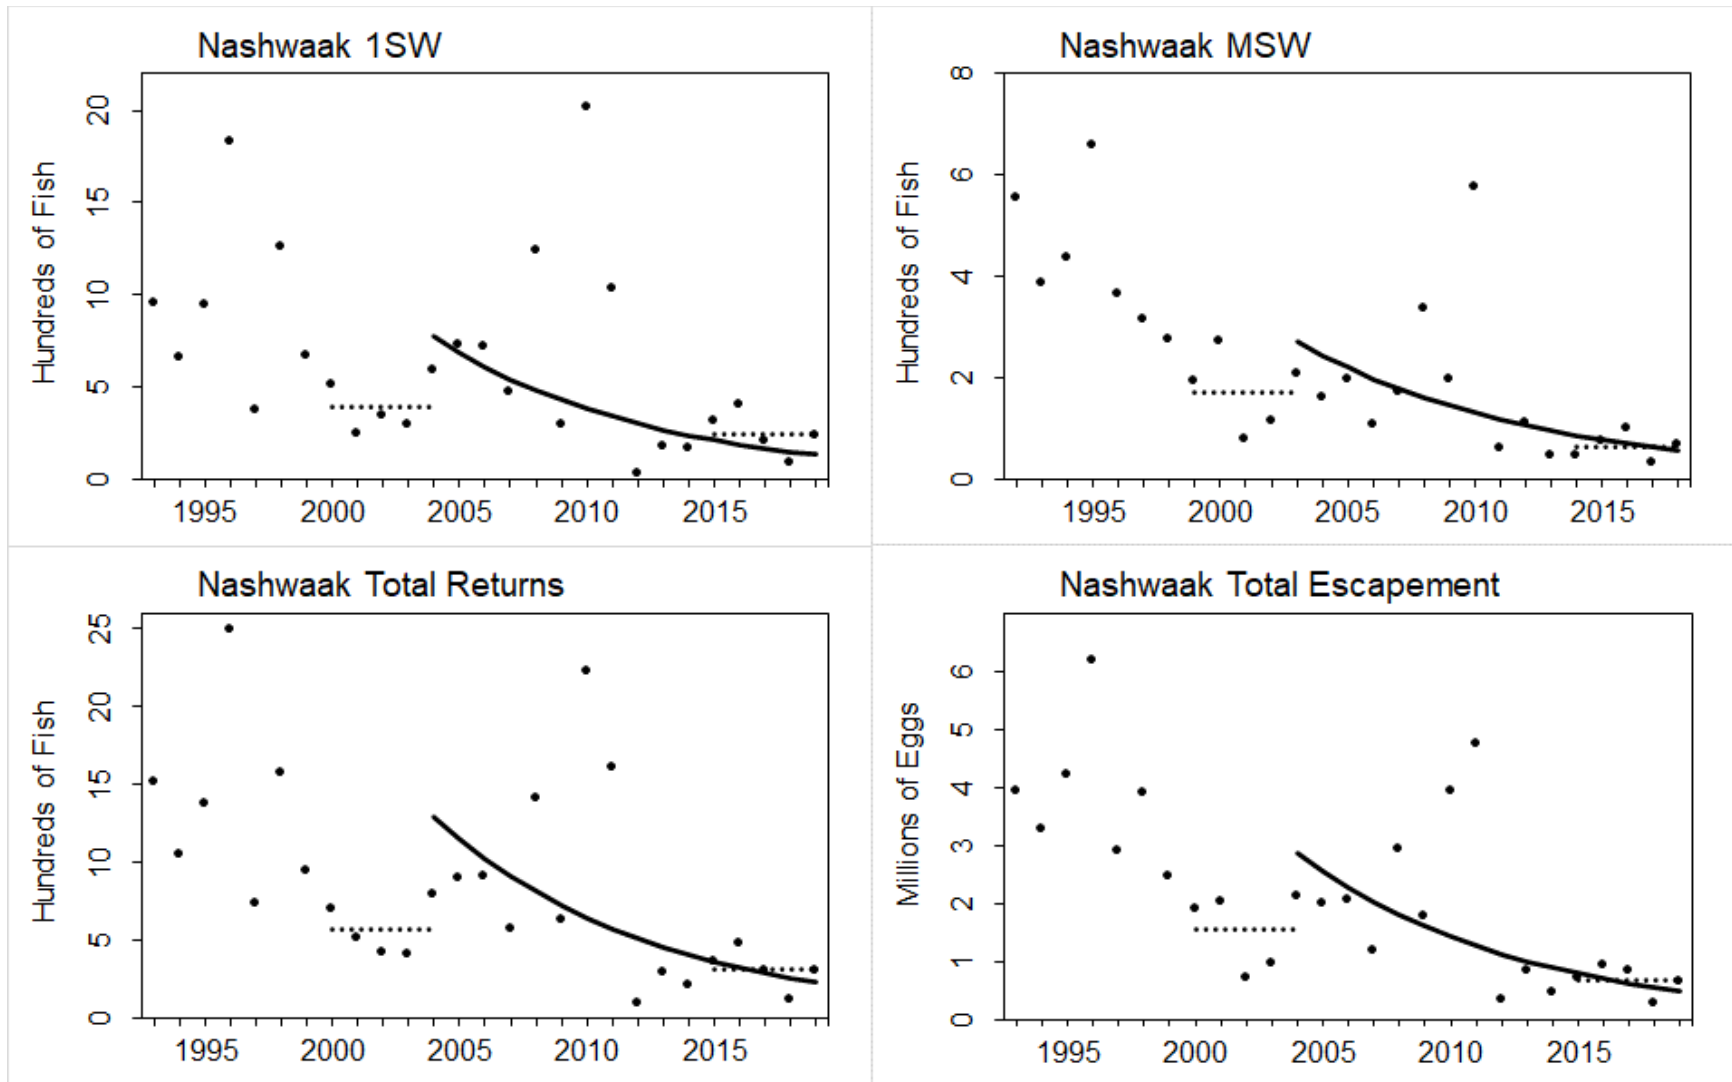 Nashwaak 1SW
Hundreds of Fish
20
15
10
5
0
1995 2000 2005 2010 2015
Nashwaak MSW
Hundreds of Fish
8
6
4
2
0
1995 2000 2005 2010 2015
Nashwaak Total Returns
Hundreds of Fish
25
20
15
10
5
0
1995 2000 2005 2010 2015
Nashwaak Total Escapement
Millions of Eggs
6
5
4
3
2
1
0
1995 2000 2005 2010 2015